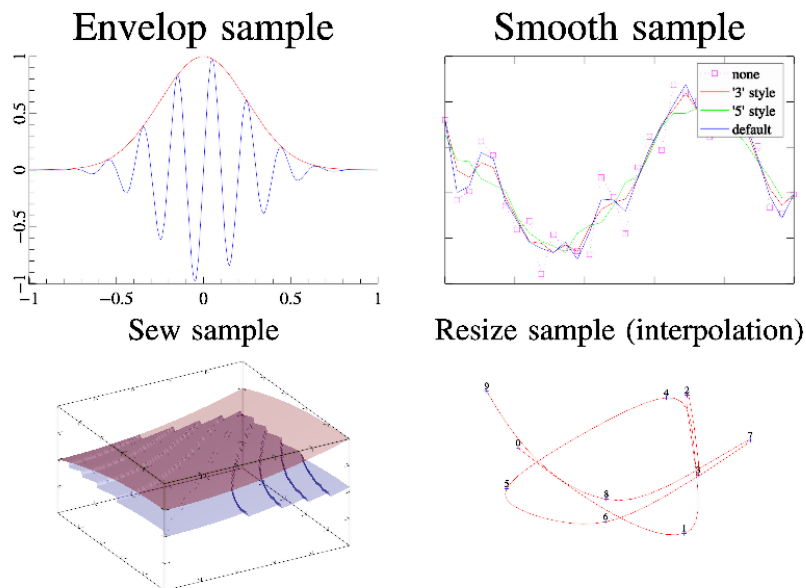 Envelop sample
Smooth sample
1
0.5
0
−0.5
−1
−1 −0.5 0 0.5 1
none
'3' style
'5' style
default
Sew sample
Resize sample (interpolation)
9
4 2
7
0
5
8
6
1